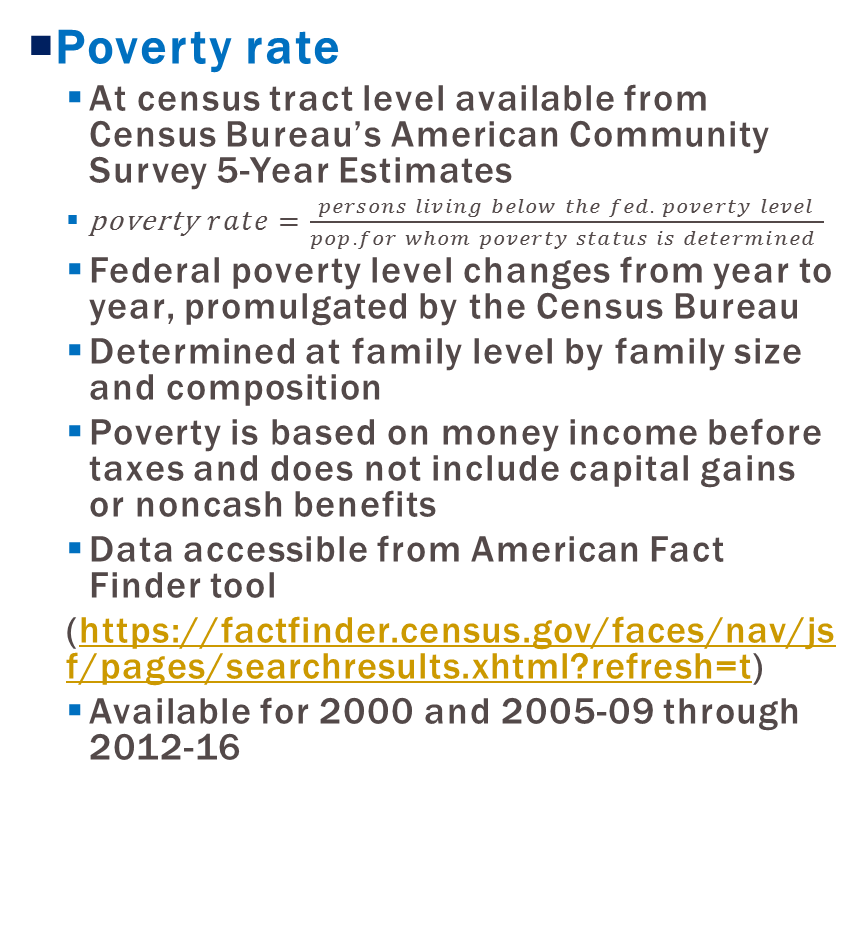 Poverty rate
At census tract level available from
Census Bureau’s American Community
Survey 5-Year Estimates
poverty rate = persons living below the fed. poverty level
pop.for whom poverty status is determined
Federal poverty level changes from year to
year, promulgated by the Census Bureau
Determined at family level by family size
and composition
Poverty is based on money income before
taxes and does not include capital gains
or noncash benefits
Data accessible from American Fact
Finder tool
(https://factfinder.census.gov/faces/nav/js
f/pages/searchresults.xhtml?refresh=t)
Available for 2000 and 2005-09 through
2012-16